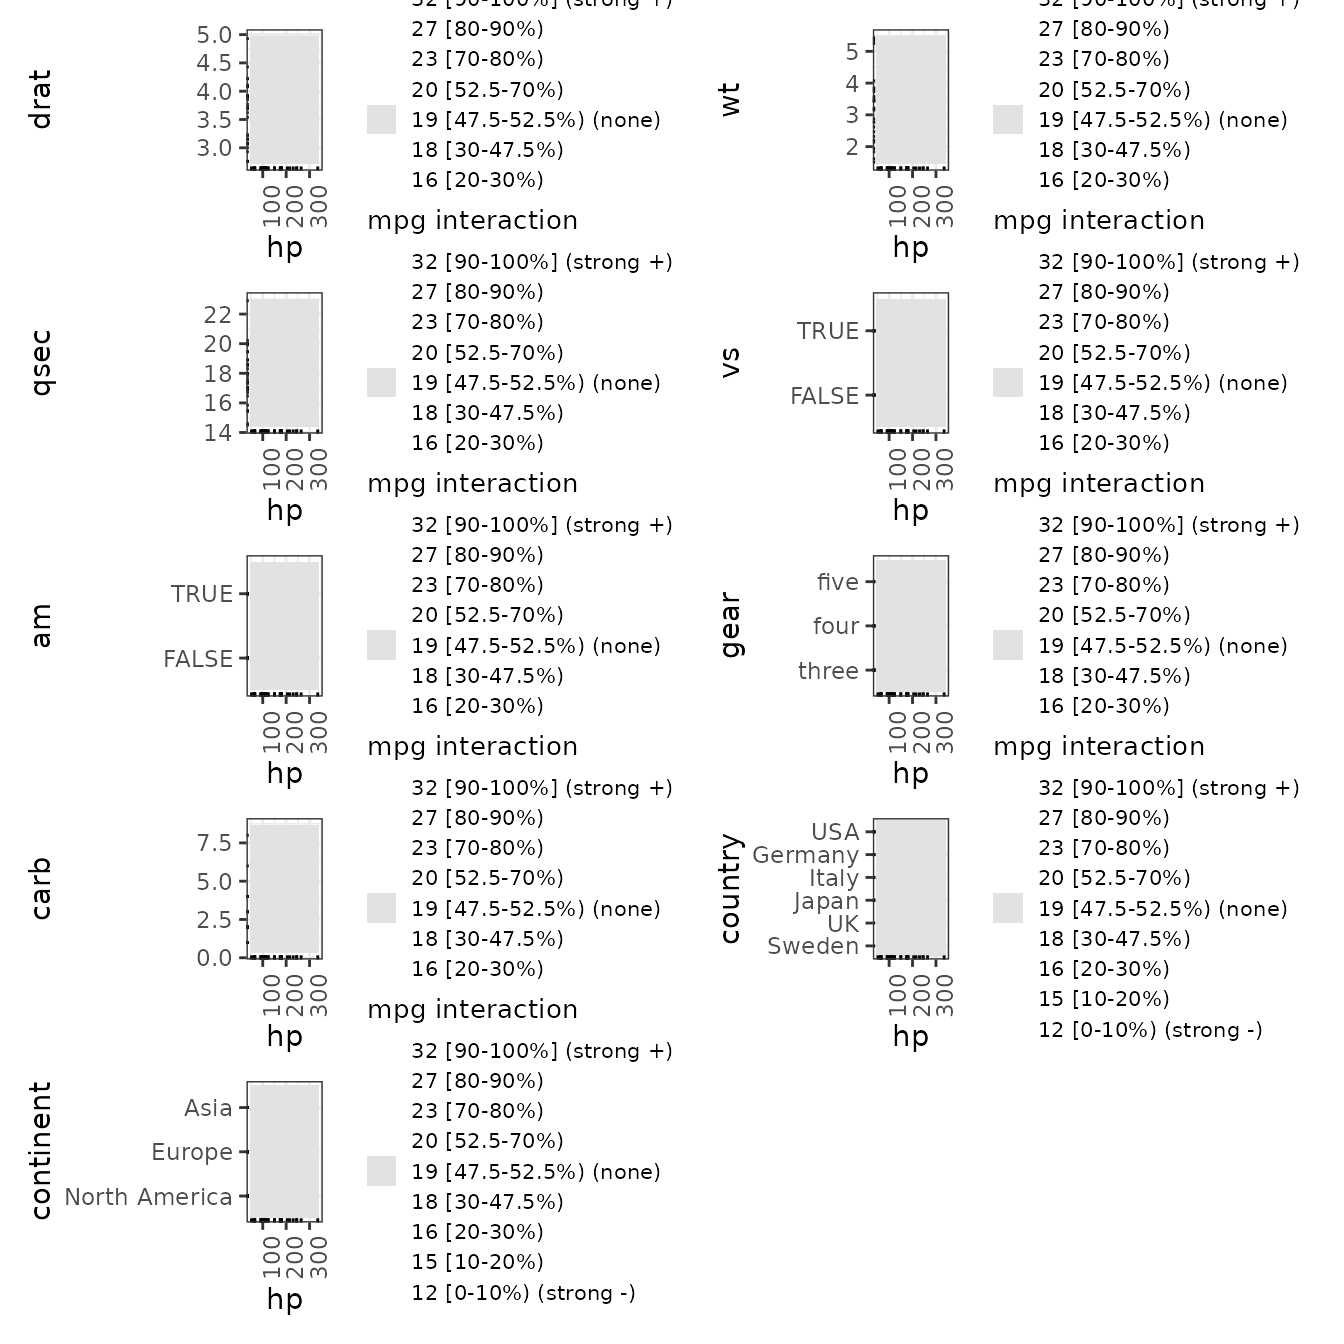 32 [90-100%] (strong +)
27 [80-90%)
23 [70-80%)
20 [52.5-70%)
19 [47.5-52.5%) (none)
18 [30-47.5%)
16 [20-30%)
drat
5.0
4.5
4.0
3.5
3.0
100
200
300
hp
32 [90-100%] (strong +)
27 [80-90%)
23 [70-80%)
20 [52.5-70%)
19 [47.5-52.5%) (none)
18 [30-47.5%)
16 [20-30%)
wt
5
4
3
2
100
200
300
hp
mpg interaction
32 [90-100%] (strong +)
27 [80-90%)
23 [70-80%)
20 [52.5-70%)
19 [47.5-52.5%) (none)
18 [30-47.5%)
16 [20-30%)
qsec
22
20
18
16
14
100
200
300
hp
mpg interaction
32 [90-100%] (strong +)
27 [80-90%)
23 [70-80%)
20 [52.5-70%)
19 [47.5-52.5%) (none)
18 [30-47.5%)
16 [20-30%)
vs
TRUE
FALSE
100
200
300
hp
mpg interaction
32 [90-100%] (strong +)
27 [80-90%)
23 [70-80%)
20 [52.5-70%)
19 [47.5-52.5%) (none)
18 [30-47.5%)
16 [20-30%)
am
TRUE
FALSE
100
200
300
hp
mpg interaction
32 [90-100%] (strong +)
27 [80-90%)
23 [70-80%)
20 [52.5-70%)
19 [47.5-52.5%) (none)
18 [30-47.5%)
16 [20-30%)
gear
five
four
three
100
200
300
hp
mpg interaction
32 [90-100%] (strong +)
27 [80-90%)
23 [70-80%)
20 [52.5-70%)
19 [47.5-52.5%) (none)
18 [30-47.5%)
16 [20-30%)
carb
7.5
5.0
2.5
0.0
100
200
300
hp
mpg interaction
32 [90-100%] (strong +)
27 [80-90%)
23 [70-80%)
20 [52.5-70%)
19 [47.5-52.5%) (none)
18 [30-47.5%)
16 [20-30%)
15 [10-20%)
12 [0-10%) (strong -)
country
USA
Germany
Italy
Japan
UK
Sweden
100
200
300
hp
mpg interaction
32 [90-100%] (strong +)
27 [80-90%)
23 [70-80%)
20 [52.5-70%)
19 [47.5-52.5%) (none)
18 [30-47.5%)
16 [20-30%)
15 [10-20%)
12 [0-10%) (strong -)
continent
Asia
Europe
North America
100
200
300
hp